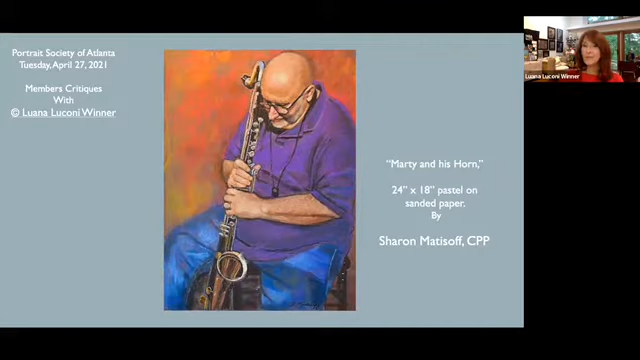 Portrait Society of Atlanta
Tuesday, April 27, 2021
Members Critiques
With
© Luana Luconi Winner
"Marty and his Horn,"
24" x 18" pastel on
sanded paper.
By
Sharon Matisoff, CPP
Luana Luconi Winner